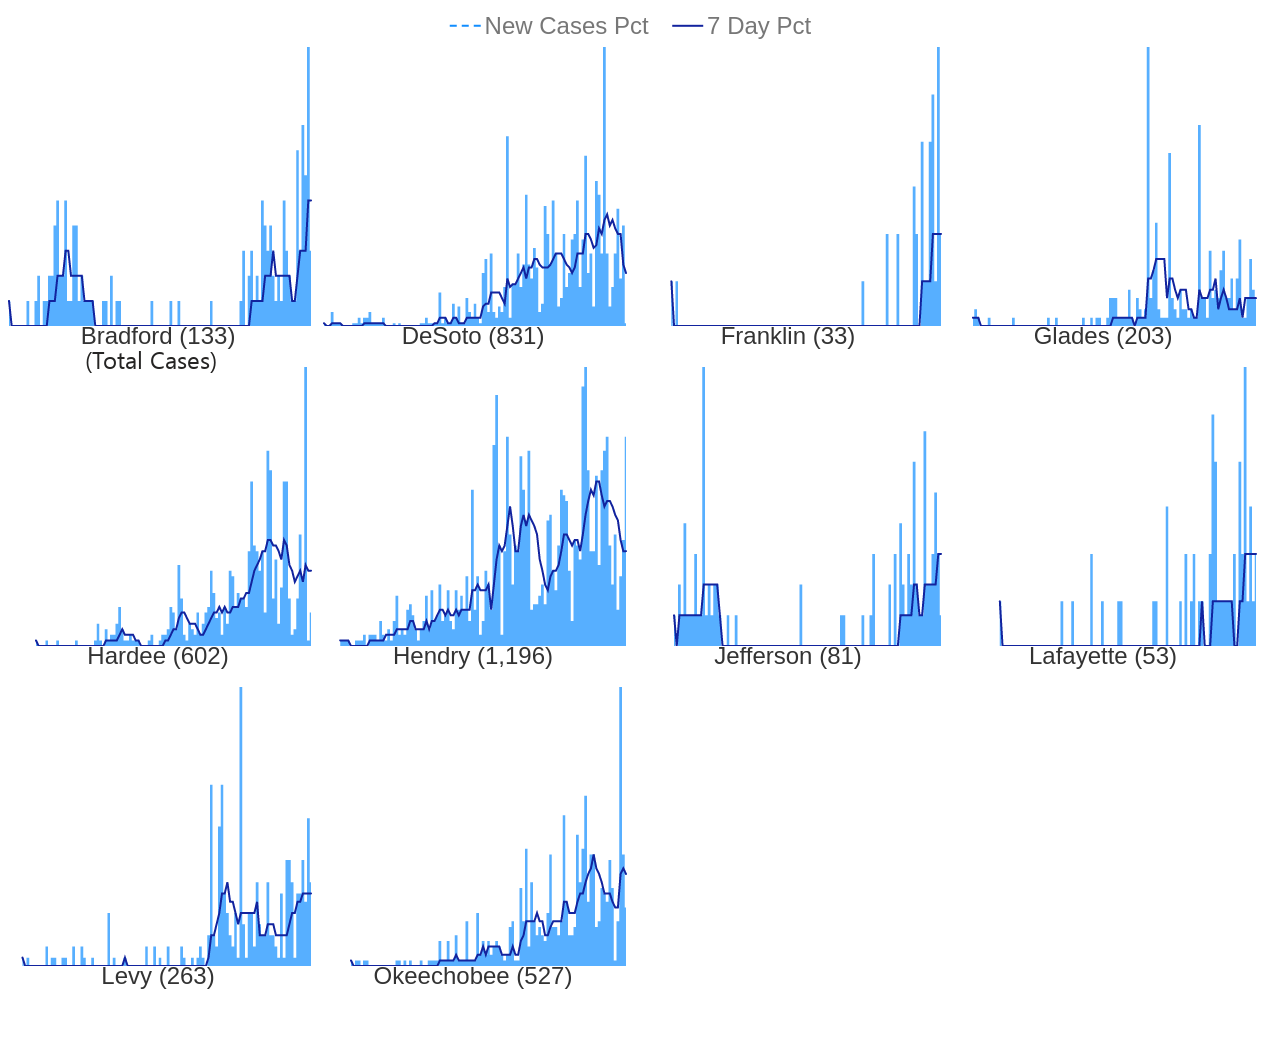 New Cases Pct 7 Day Pct
Bradford (133) DeSoto (831) Franklin (33) Glades (203)
(Total Cases)
Hardee (602) Hendry (1,196) Jefferson (81) Lafayette (53)
Levy (263) Okeechobee (527)